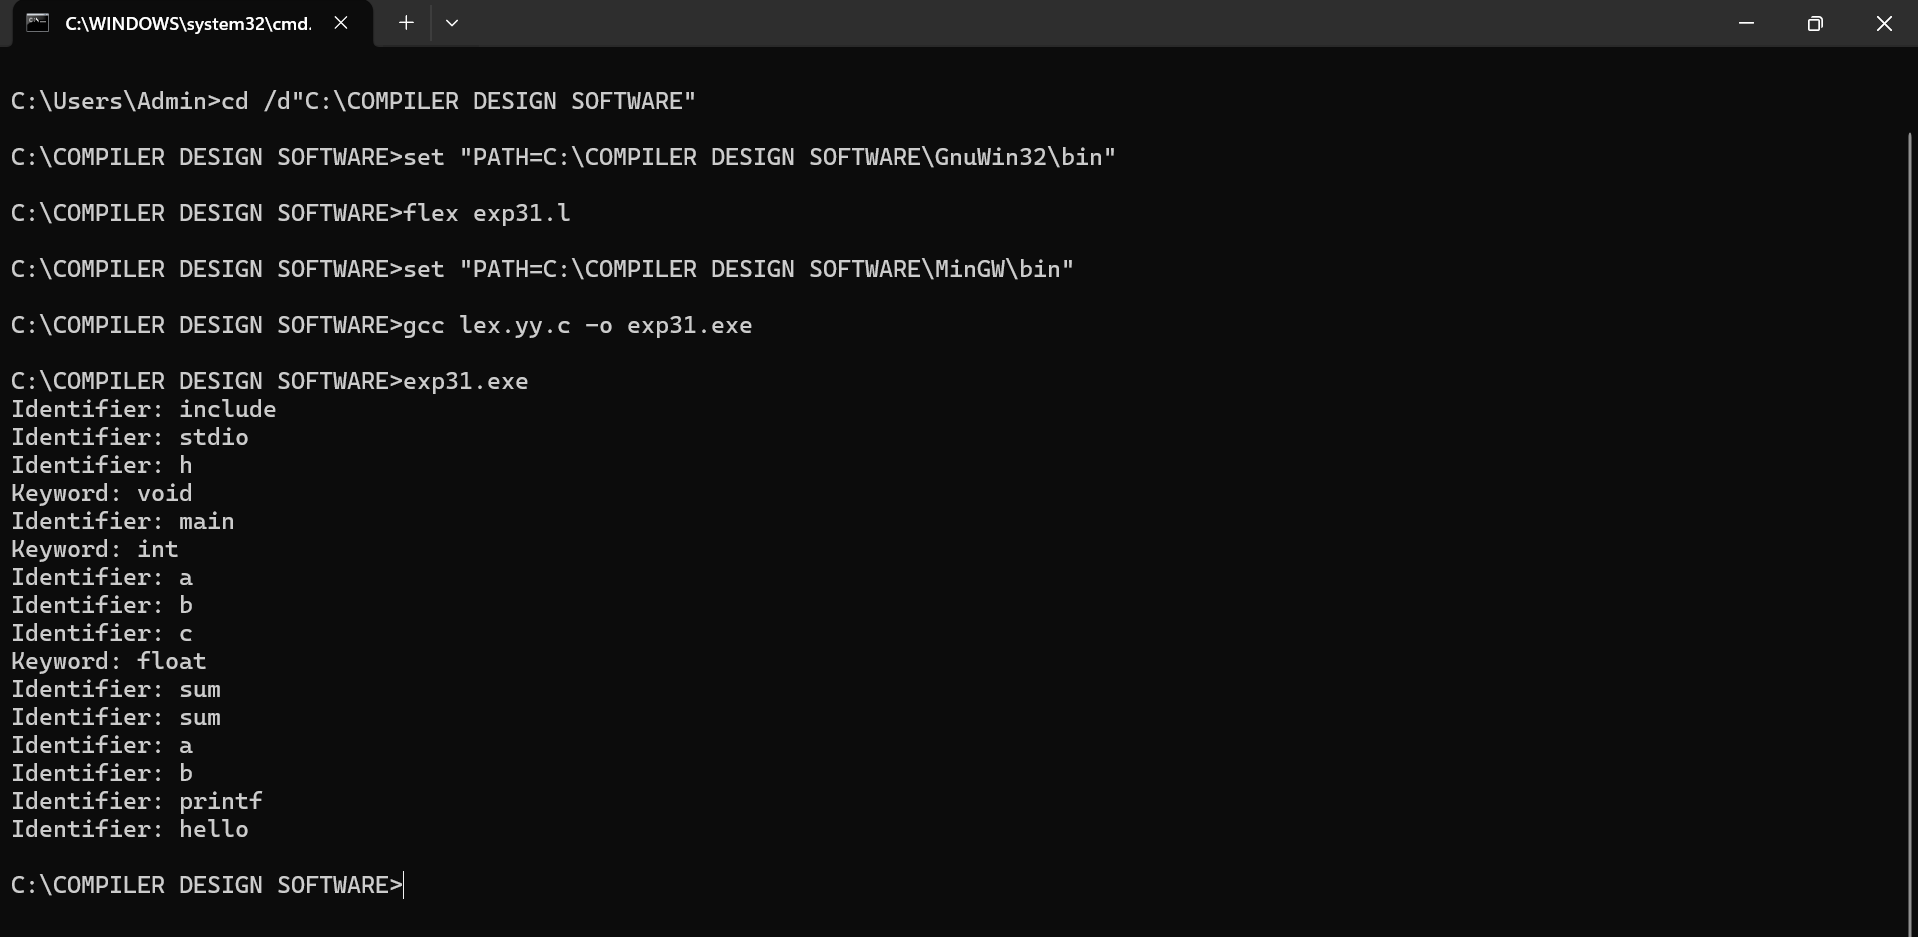 C:\WINDOWS\system32\cmd.
C:\Users\Admin>cd /d"C:\COMPILER DESIGN SOFTWARE"
C:\COMPILER DESIGN SOFTWARE>set "PATH=C:\COMPILER DESIGN SOFTWARE\GnuWin32\bin"
C:\COMPILER DESIGN SOFTWARE>flex exp31.l
C:\COMPILER DESIGN SOFTWARE>set "PATH=C:\COMPILER DESIGN SOFTWARE\MinGW\bin"
C:\COMPILER DESIGN SOFTWARE>gcc lex.yy.c -o exp31.exe
C:\COMPILER DESIGN SOFTWARE>exp31.exe
Identifier: include
Identifier: stdio
Identifier: h
Keyword: void
Identifier: main
Keyword: int
Identifier: a
Identifier: b
Identifier: c
Keyword: float
Identifier: sum
Identifier: sum
Identifier: a
Identifier: b
Identifier: printf
Identifier: hello
C:\COMPILER DESIGN SOFTWARE>